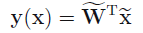 y(x) = W̃ᵀx̃